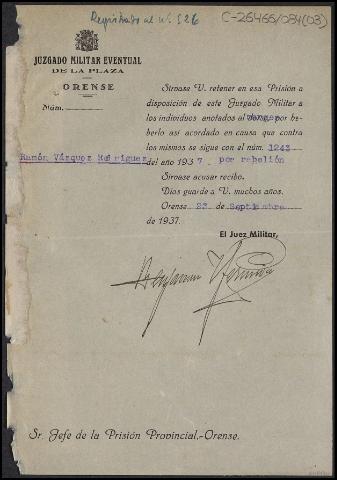 Registrado al nº 526
C-26466/084(03)
JUZGADO MILITAR EVENTUAL
DE LA PLAZA
ORENSE
Núm.
Sírvase V. retener en esa Prisión a
disposición de este Juzgado Militar a
los individuos anotados al margen por ha-
berlo así acordado en causa que contra
los mismos se sigue con el núm. 1243
Ramón Vázquez Rodríguez
del año 1937 por rebelión
Sírvase acusar recibo.
Dios guarde a V. muchos años.
Orense 23 de Septiembre
de 1937.
El Juez Militar,
Benjamin
Sr. Jefe de la Prisión Provincial,-Orense.